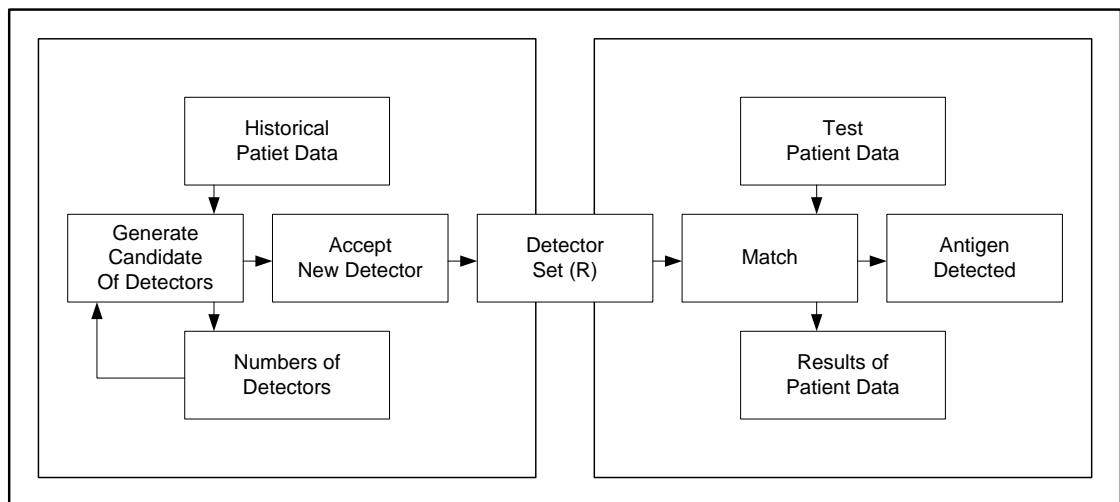 Historical
Patiet Data
Generate
Candidate
Of Detectors
Accept
New Detector
Numbers of
Detectors
Detector
Set (R)
Test
Patient Data
Match
Antigen
Detected
Results of
Patient Data